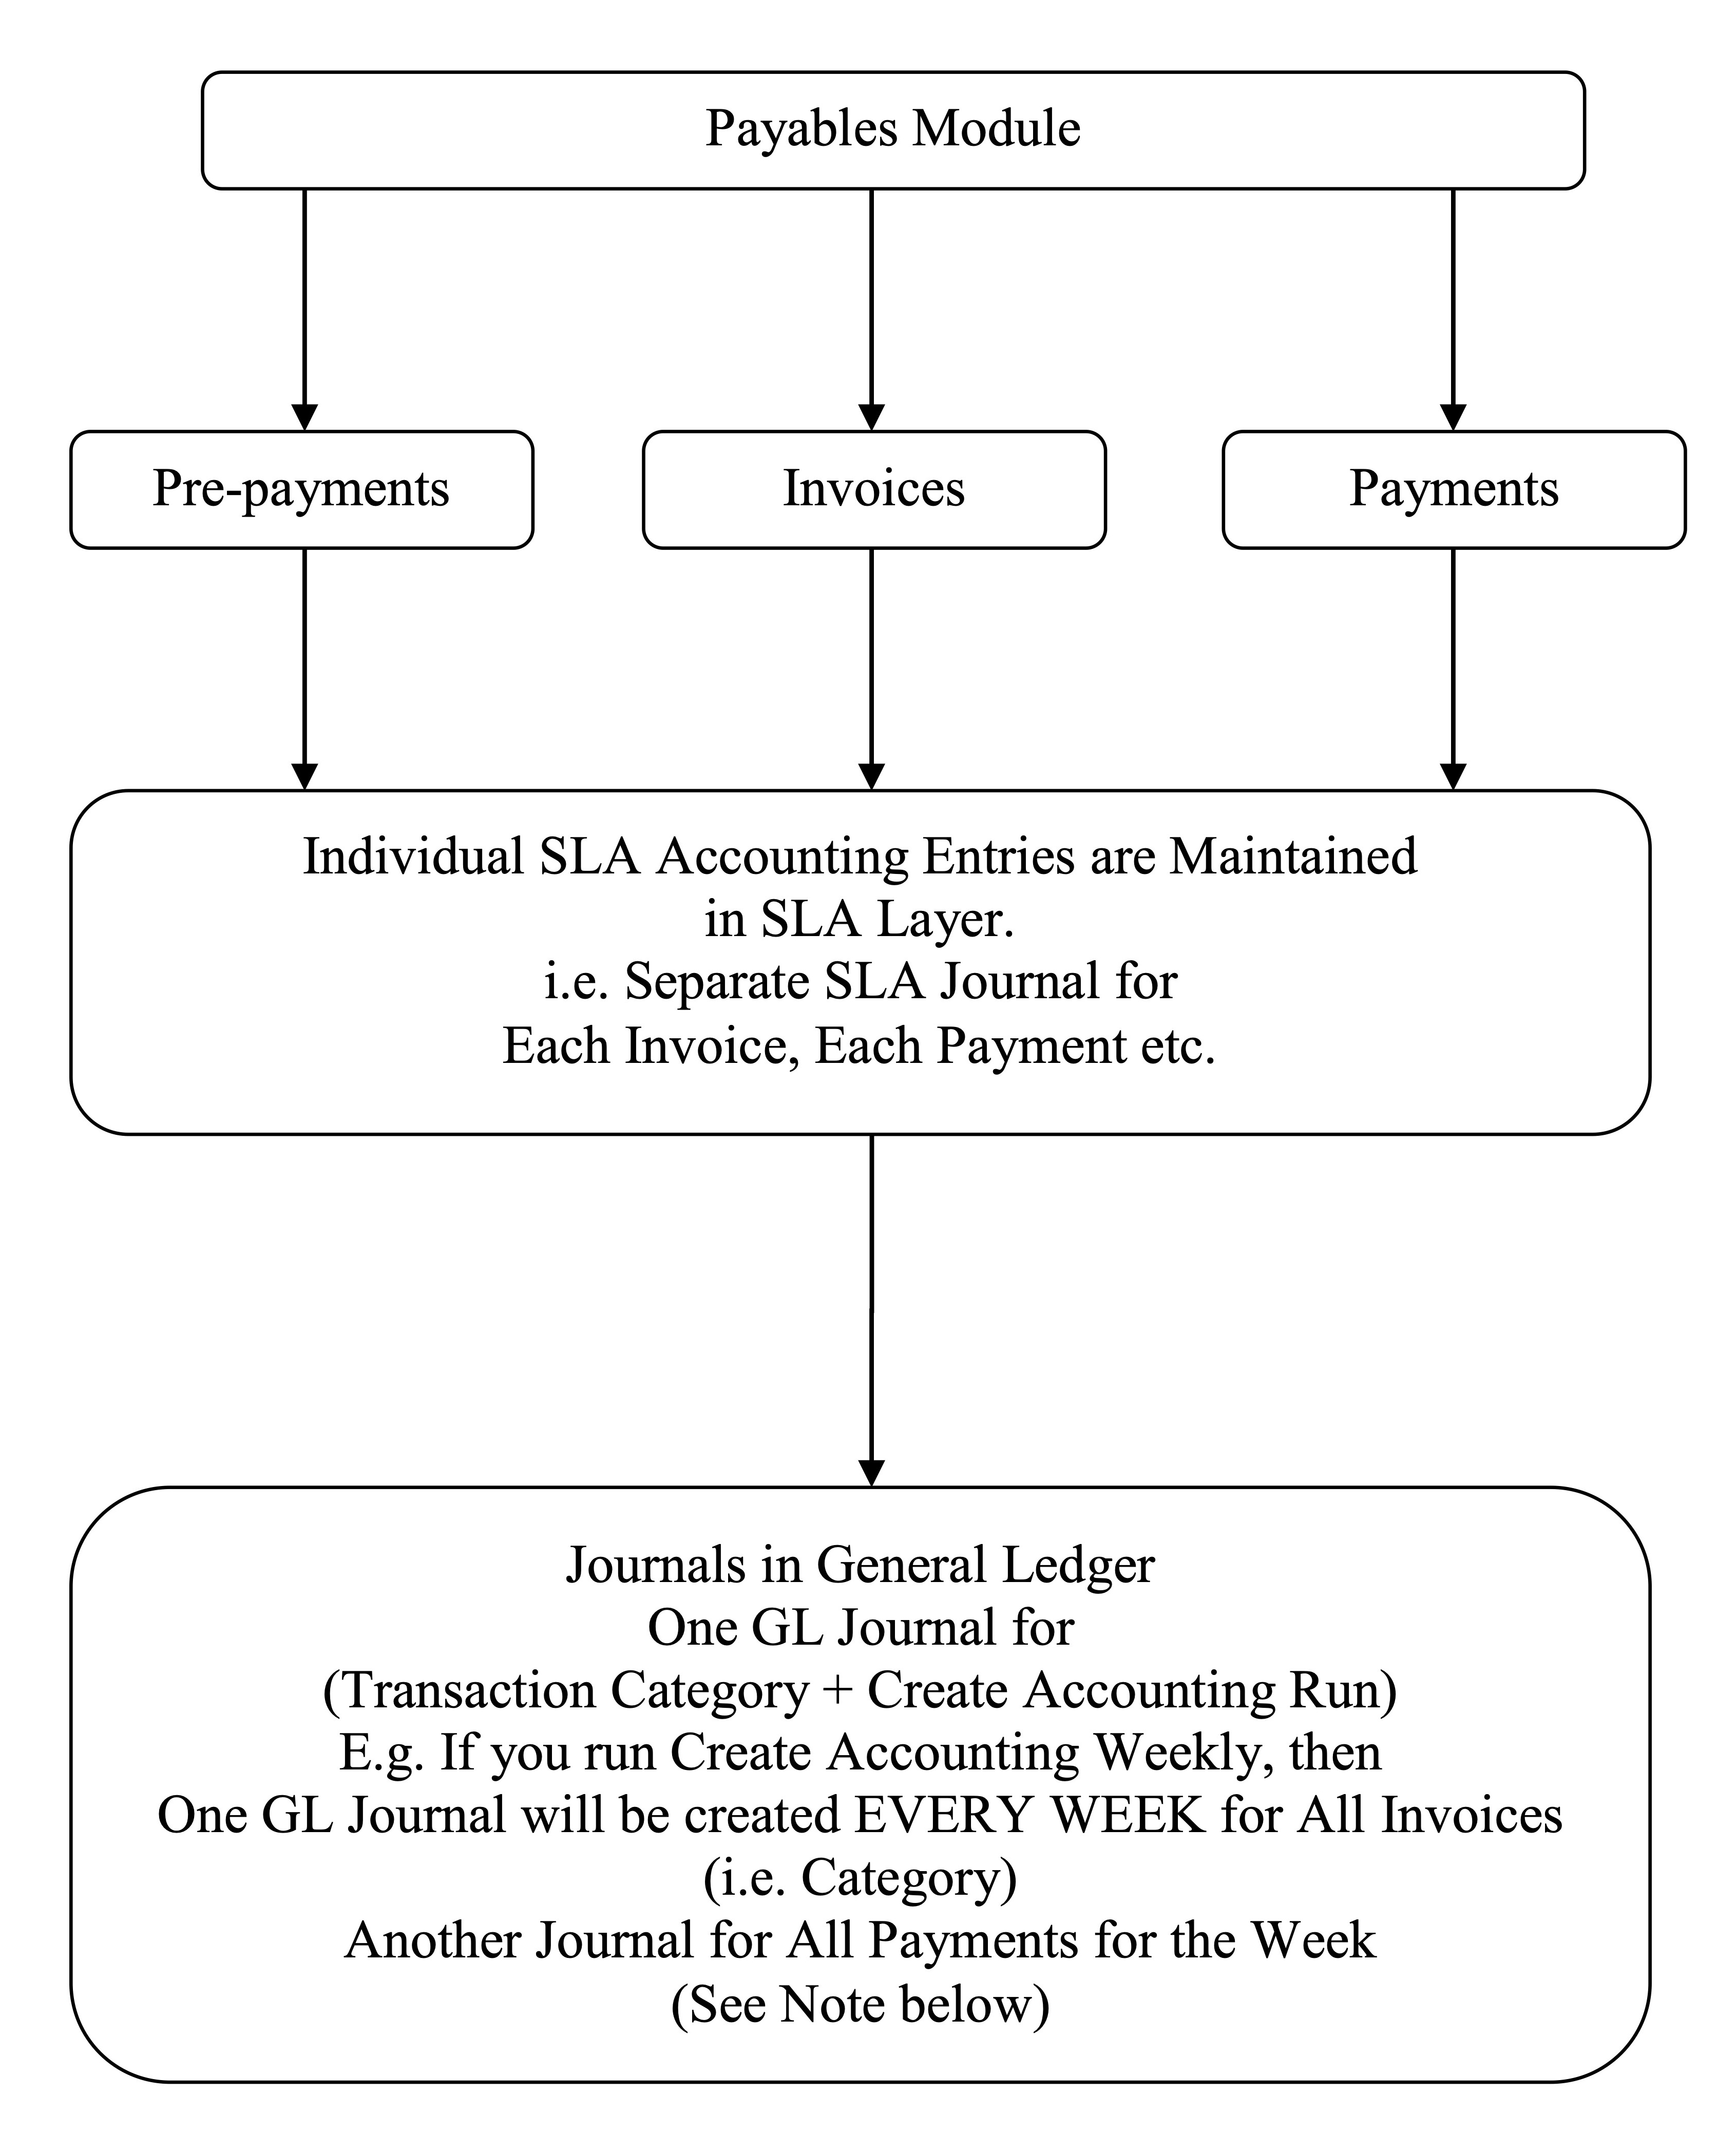 Payables Module
Pre-payments
Invoices
Payments
Individual SLA Accounting Entries are Maintained
in SLA Layer.
i.e. Separate SLA Journal for
Each Invoice, Each Payment etc.
Journals in General Ledger
One GL Journal for
(Transaction Category + Create Accounting Run)
E.g. If you run Create Accounting Weekly, then
One GL Journal will be created EVERY WEEK for All Invoices
(i.e. Category)
Another Journal for All Payments for the Week
(See Note below)